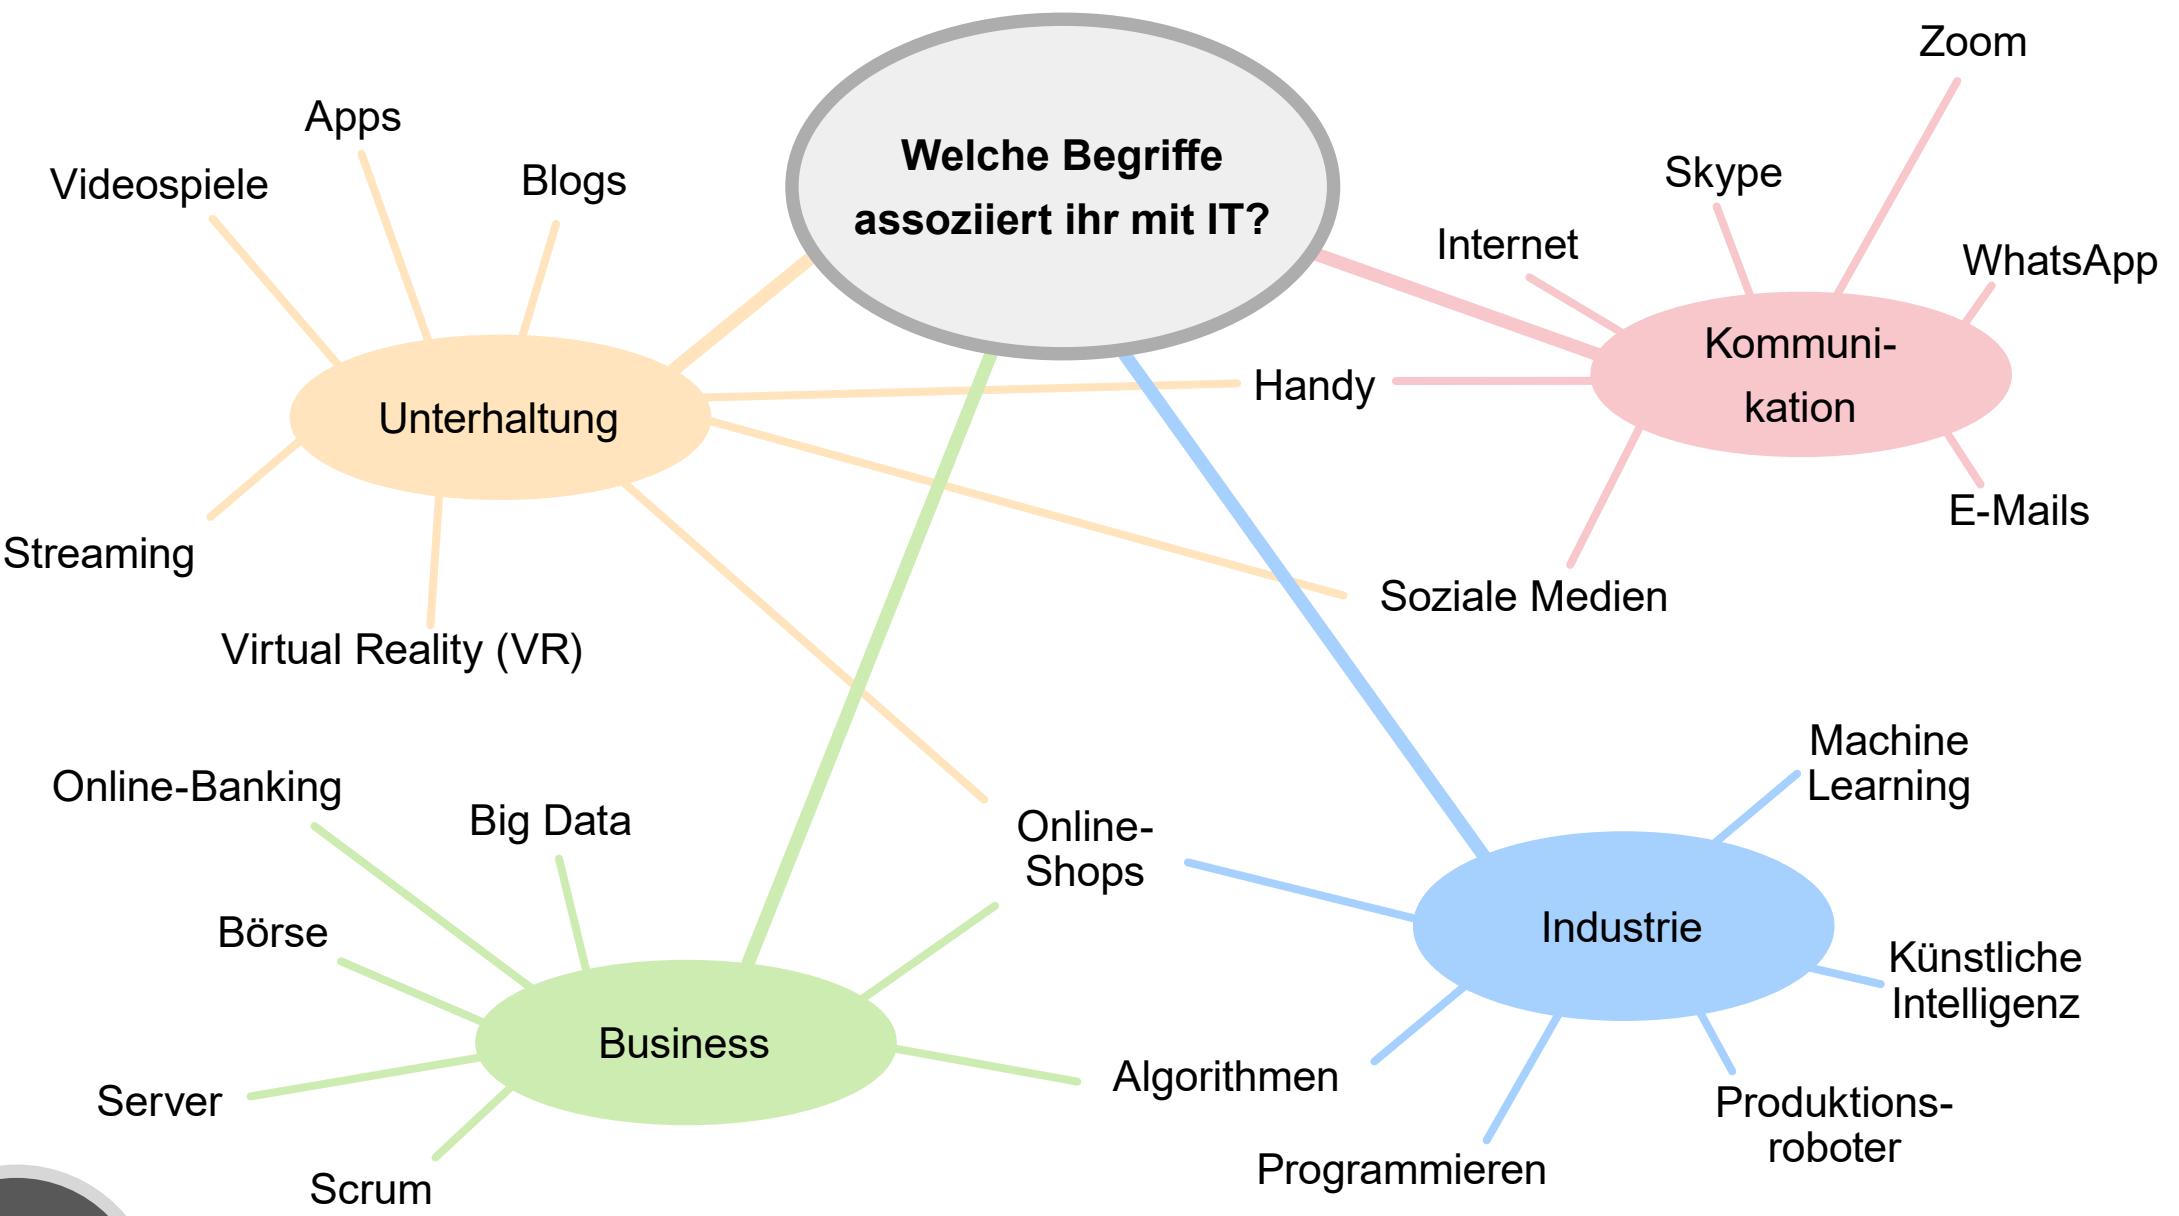 Welche Begriffe
assoziiert ihr mit IT?
Apps
Videospiele
Blogs
Unterhaltung
Streaming
Virtual Reality (VR)
Zoom
Skype
Internet
WhatsApp
Kommuni-
kation
Handy
E-Mails
Soziale Medien
Online-Banking
Big Data
Börse
Business
Server
Scrum
Online-
Shops
Algorithmen
Machine
Learning
Industrie
Künstliche
Intelligenz
Produktions-
roboter
Programmieren